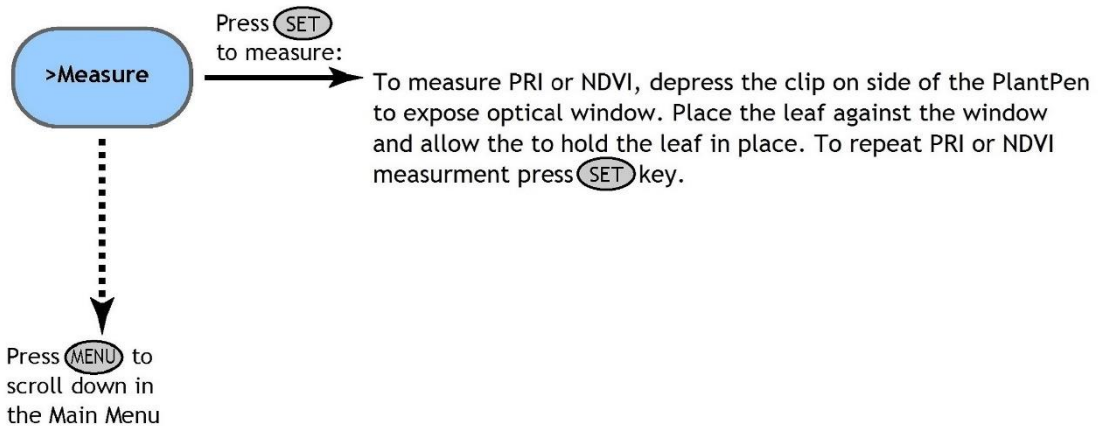 Press SET
to measure:
>Measure
To measure PRI or NDVI, depress the clip on side of the PlantPen
to expose optical window. Place the leaf against the window
and allow the to hold the leaf in place. To repeat PRI or NDVI
measurment press SET key.
Press MENU to
scroll down in
the Main Menu